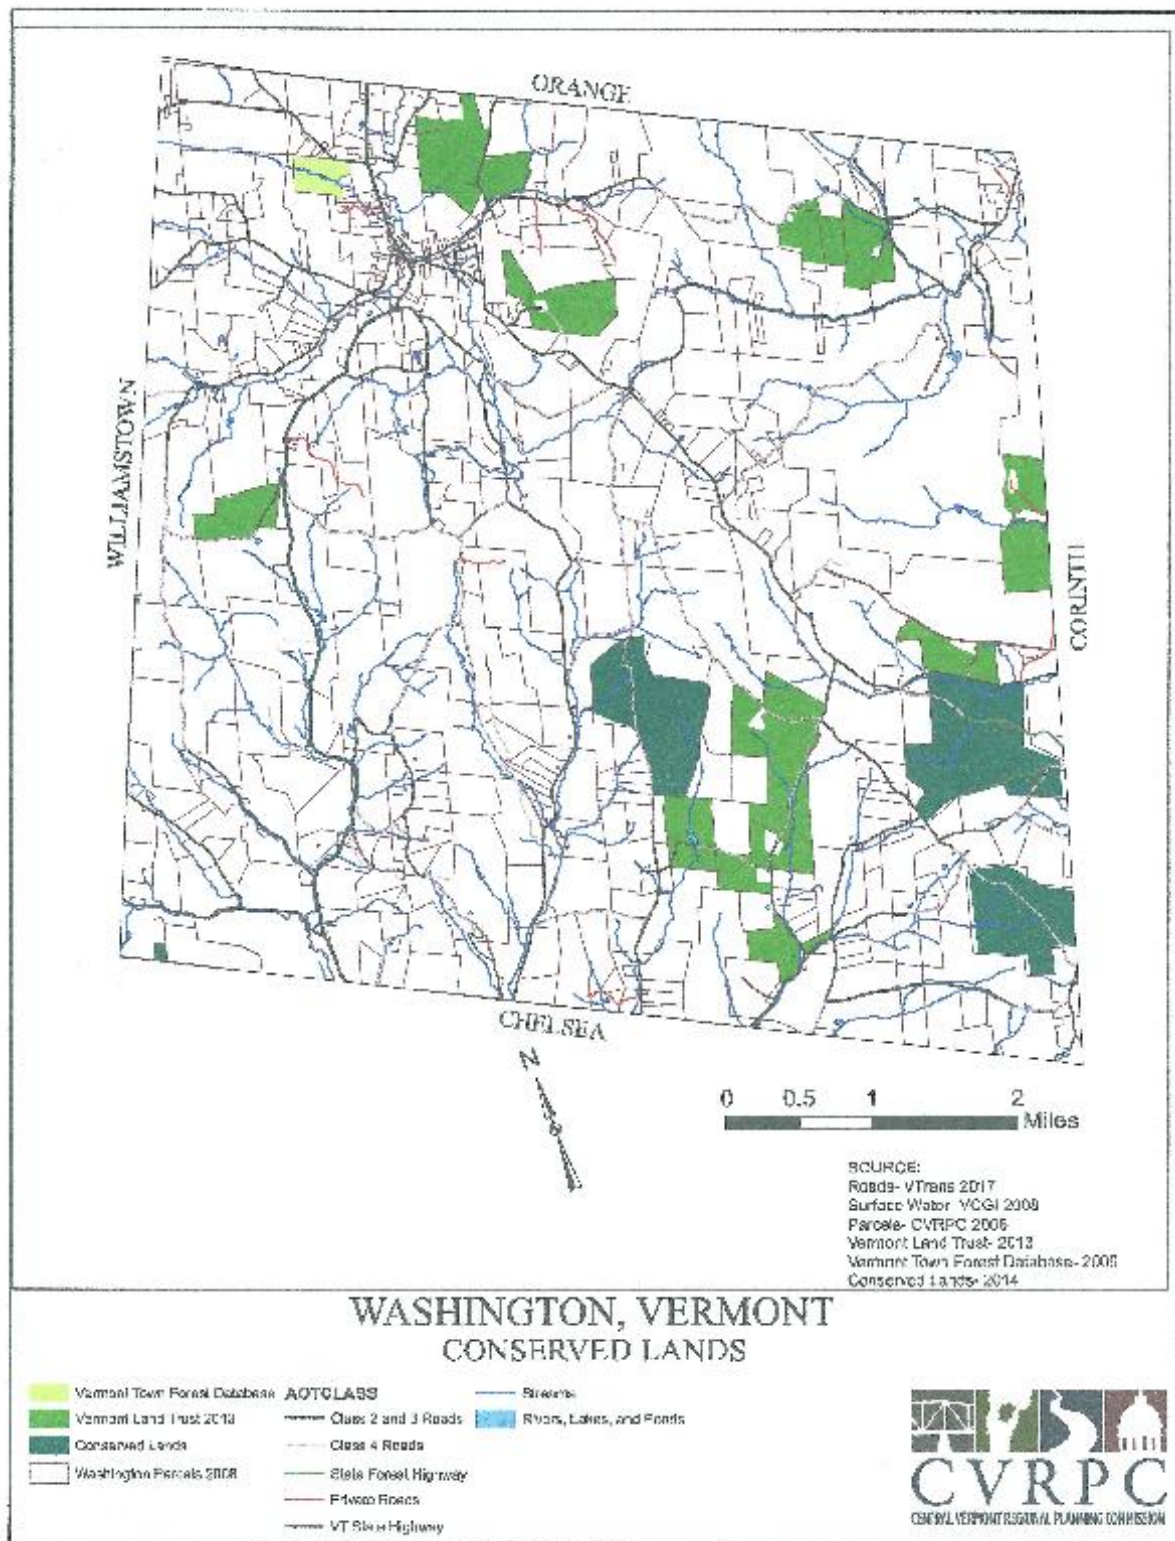 ORANGE
WILLIAMSTOWN
CORINTH
CHELSEA
N
0 0.5 1 2
Miles
SOURCE:
Roads- VTrans 2017
Surface Water- VCGI 2008
Parcels- CVRPC
Vermont Land Trust- 2013
Vermont Town Forest Database-
Conserved Lands- 2014
WASHINGTON, VERMONT
CONSERVED LANDS
Vermont Town Forest Database
Vermont Land Trust 2013
Conserved Lands
Washington Parcels 2008
AOTCLASS
Class 2 and 3 Roads
Class 4 Roads
State Forest Highway
Private Roads
VT State Highway
Streams
Rivers, Lakes, and Ponds
CVRPC
CENTRAL VERMONT REGIONAL PLANNING COMMISSION